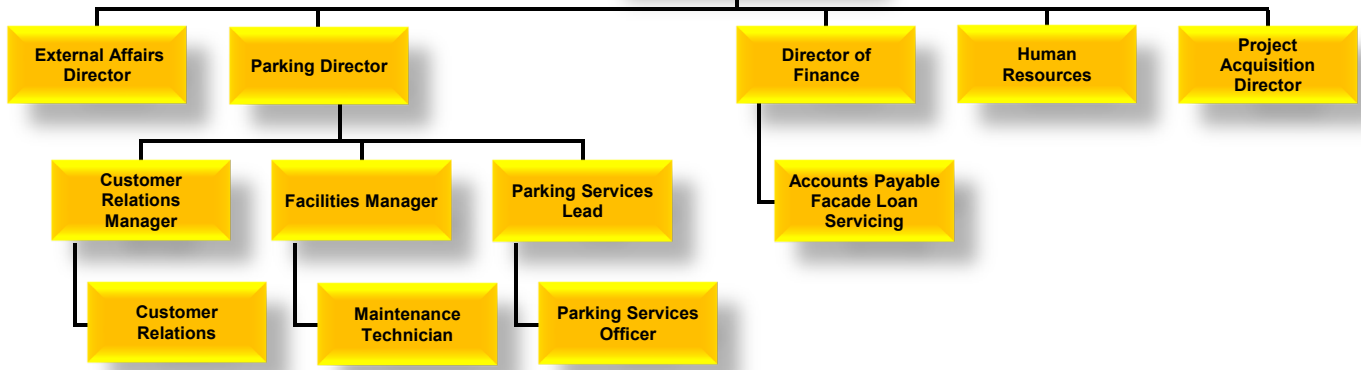 External Affairs
Director
Parking Director
Director of
Finance
Human
Resources
Project
Acquisition
Director
Customer
Relations
Manager
Facilities Manager
Parking Services
Lead
Accounts Payable
Facade Loan
Servicing
Customer
Relations
Maintenance
Technician
Parking Services
Officer